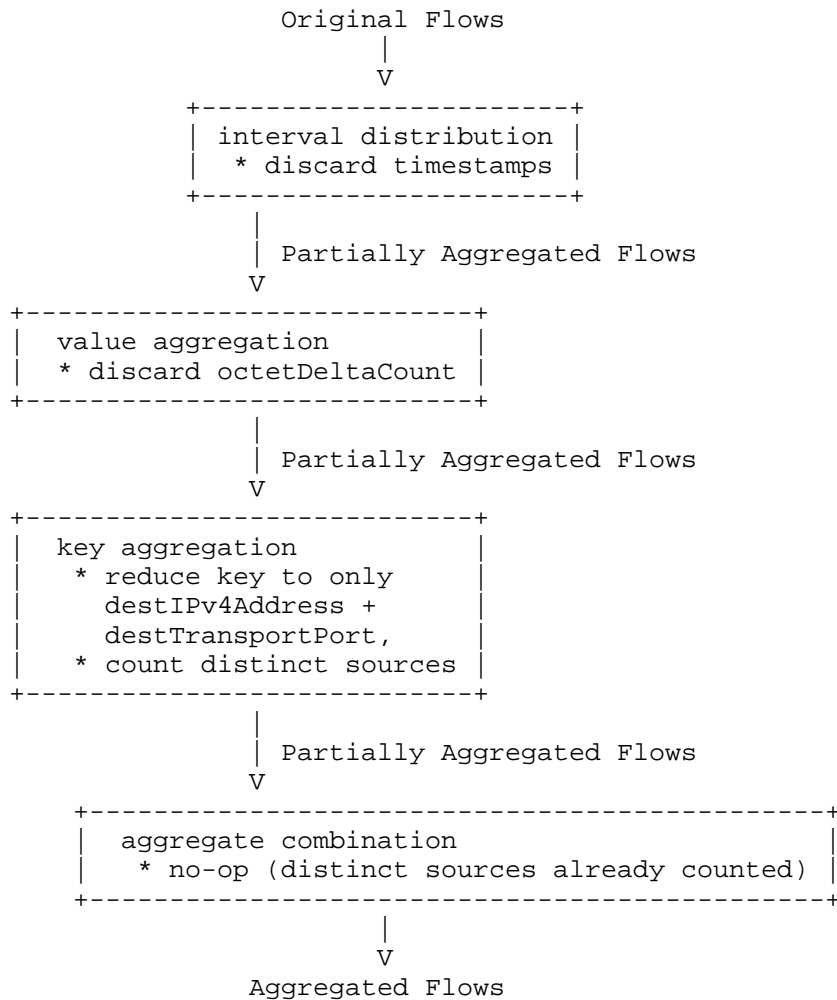 Original Flows
|
V
+-----------------------+
| interval distribution |
| * discard timestamps |
+-----------------------+
|
| Partially Aggregated Flows
V
+----------------------------+
| value aggregation |
| * discard octetDeltaCount |
+----------------------------+
|
| Partially Aggregated Flows
V
+----------------------------+
| key aggregation |
| * reduce key to only |
| destIPv4Address + |
| destTransportPort, |
| * count distinct sources |
+----------------------------+
|
| Partially Aggregated Flows
V
+----------------------------------------------+
| aggregate combination |
| * no-op (distinct sources already counted) |
+----------------------------------------------+
|
V
Aggregated Flows